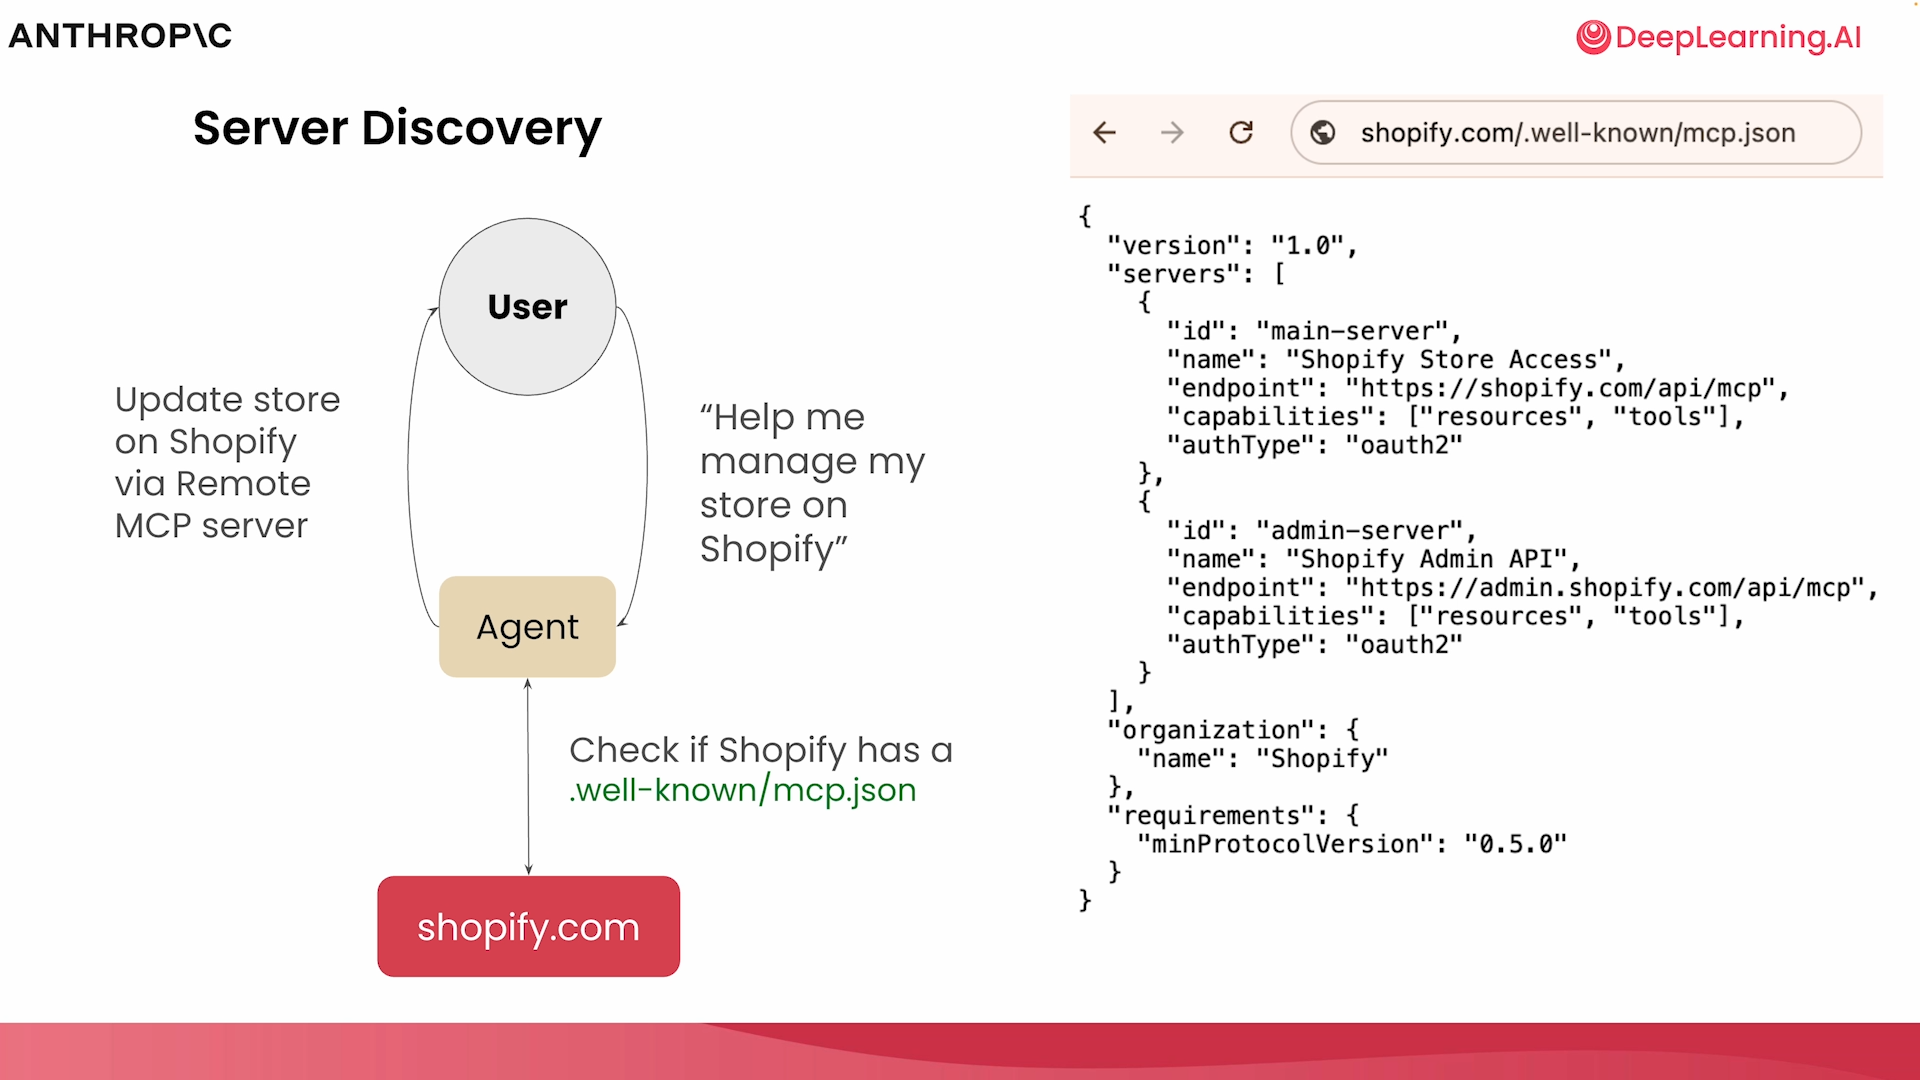 ANTHROP\C
DeepLearning.AI
Server Discovery
User
Update store
on Shopify
via Remote
MCP server
“Help me
manage my
store on
Shopify”
Agent
Check if Shopify has a
.well-known/mcp.json
shopify.com
shopify.com/.well-known/mcp.json
{
"version": "1.0",
"servers": [
{
"id": "main-server",
"name": "Shopify Store Access",
"endpoint": "https://shopify.com/api/mcp",
"capabilities": ["resources", "tools"],
"authType": "oauth2"
},
{
"id": "admin-server",
"name": "Shopify Admin API",
"endpoint": "https://admin.shopify.com/api/mcp",
"capabilities": ["resources", "tools"],
"authType": "oauth2"
}
],
"organization": {
"name": "Shopify"
},
"requirements": {
"minProtocolVersion": "0.5.0"
}
}